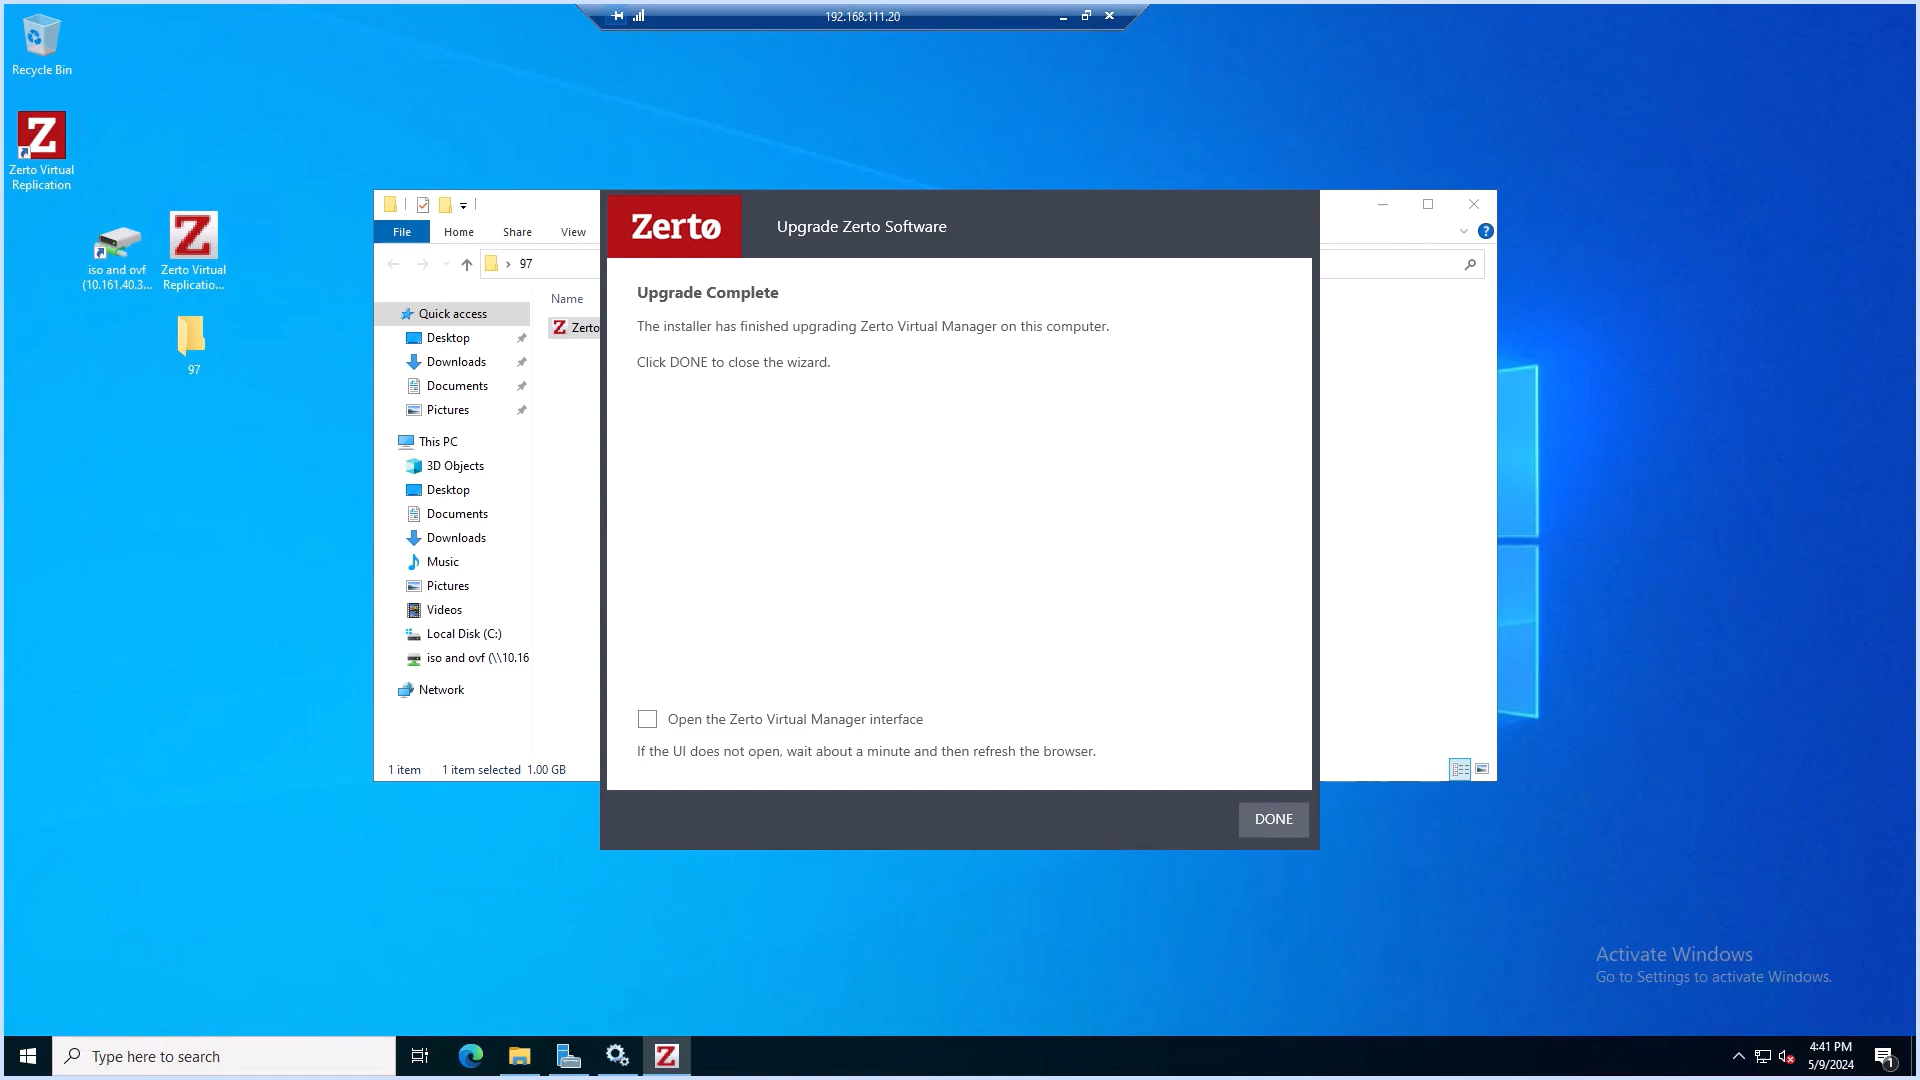 192.168.111.20
Recycle Bin
Z
Zerto Virtual
Replication
iso and ovf
(10.161.40.3...
Z
Zerto Virtual
Replicatio...
97
File
Home
Share
View
97
Quick access
Desktop
Downloads
Documents
Pictures
This PC
3D Objects
Desktop
Documents
Downloads
Music
Pictures
Videos
Local Disk (C:)
iso and ovf (\\10.16
Network
Name
Z Zerto
1 item
1 item selected 1.00 GB
?
Zerto
Upgrade Zerto Software
Upgrade Complete
The installer has finished upgrading Zerto Virtual Manager on this computer.
Click DONE to close the wizard.
Open the Zerto Virtual Manager interface
If the UI does not open, wait about a minute and then refresh the browser.
DONE
Activate Windows
Go to Settings to activate Windows.
Type here to search
Z
4:41 PM
5/9/2024
1